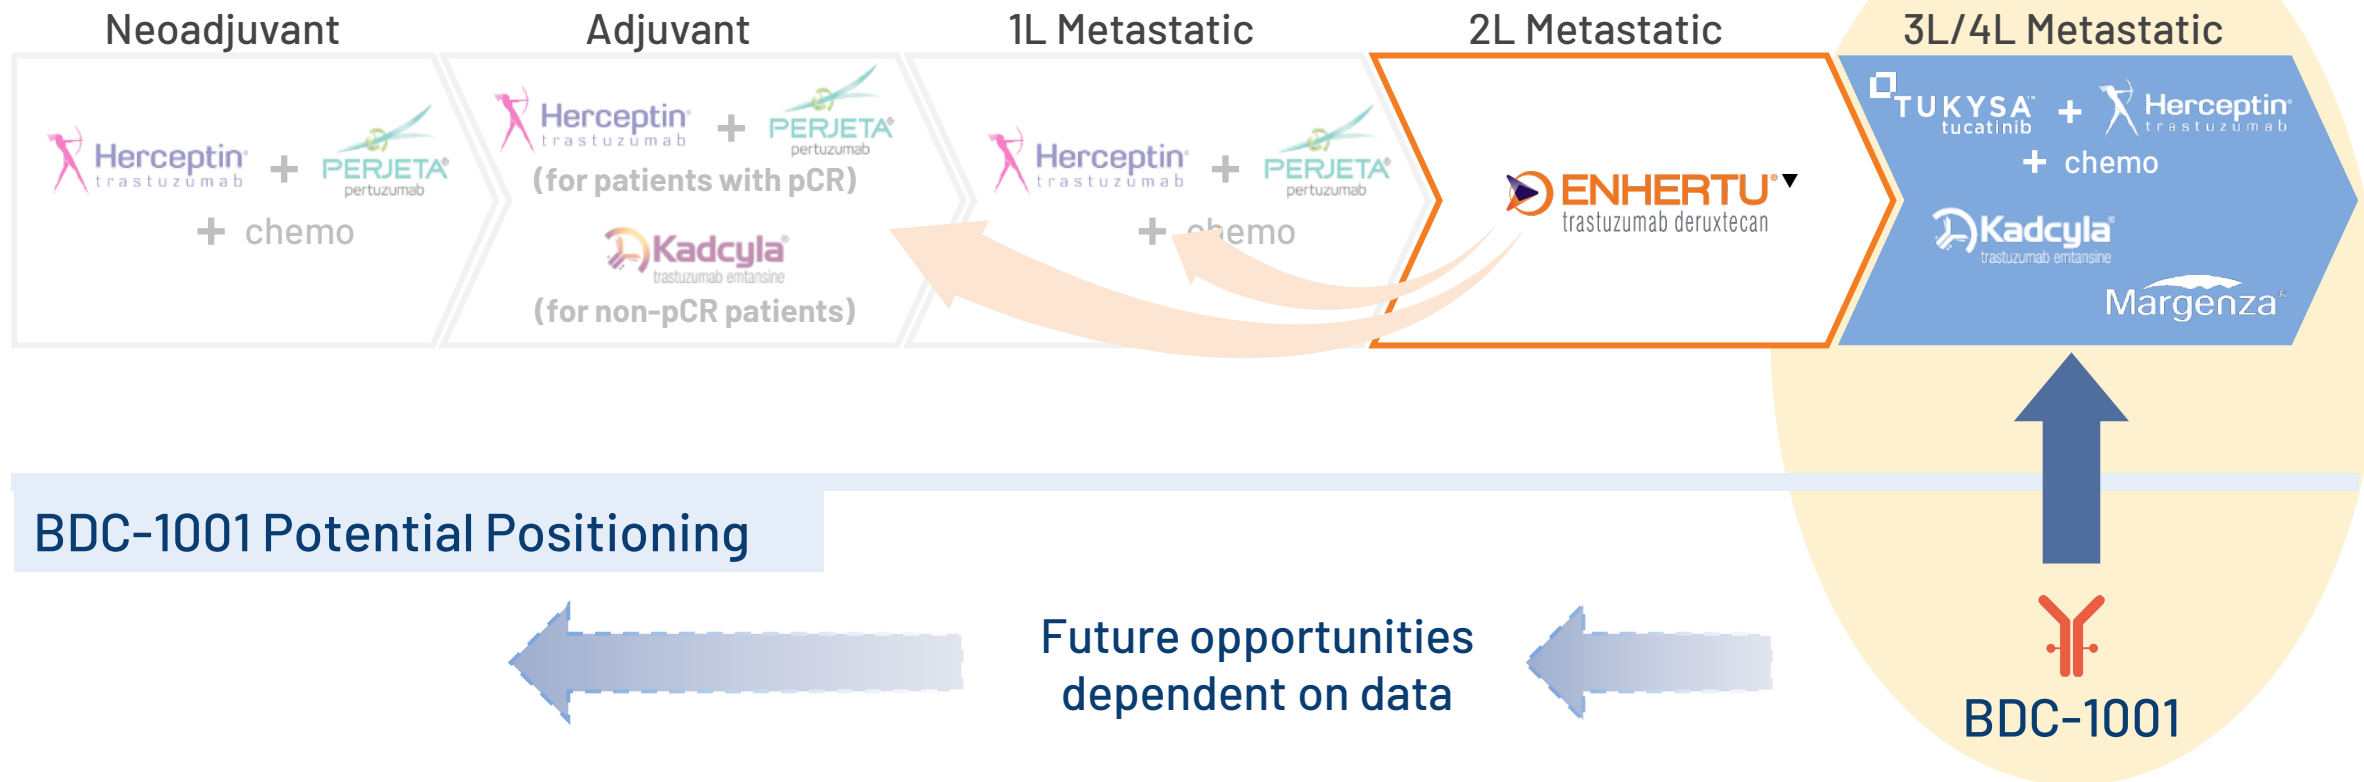 Neoadjuvant
Adjuvant
1L Metastatic
2L Metastatic
3L/4L Metastatic
Herceptin®
trastuzumab
+
PERJETA®
pertuzumab
+ chemo
Herceptin®
trastuzumab
+
PERJETA®
pertuzumab
(for patients with pCR)
Kadcyla®
trastuzumab emtansine
(for non-pCR patients)
Herceptin®
trastuzumab
+
PERJETA®
pertuzumab
+ chemo
ENHERTU®▼
trastuzumab deruxtecan
TUKYSA™
tucatinib
+
Herceptin®
trastuzumab
+ chemo
Kadcyla®
trastuzumab emtansine
Margenza®
BDC-1001 Potential Positioning
Future opportunities
dependent on data
BDC-1001